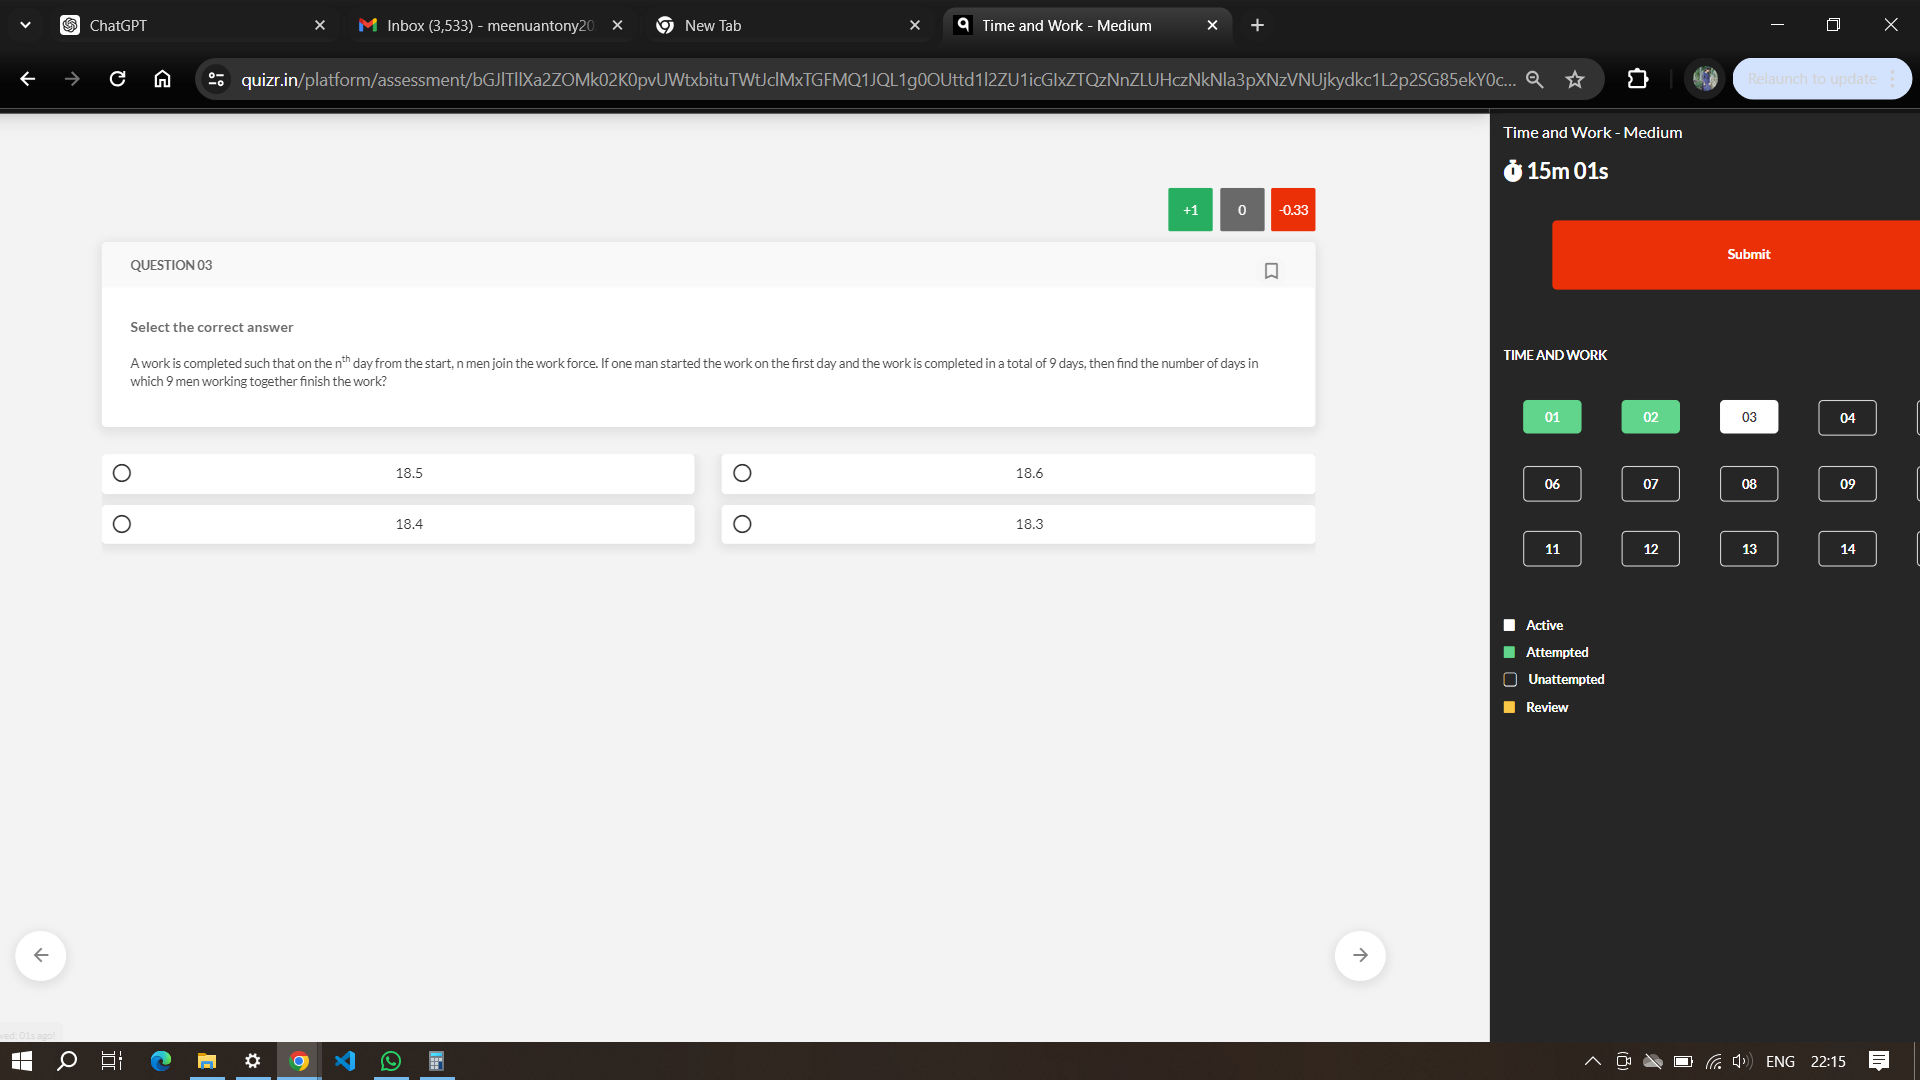 ChatGPT
Inbox (3,533) - meenuantony20
New Tab
Time and Work - Medium
quizr.in/platform/assessment/
Relaunch to update
Time and Work - Medium
15m 01s
+1
0
-0.33
Submit
QUESTION 03
Select the correct answer
A work is completed such that on the nth day from the start, n men join the work force. If one man started the work on the first day and the work is completed in a total of 9 days, then find the number of days in
which 9 men working together finish the work?
18.5
18.6
18.4
18.3
TIME AND WORK
01
02
03
04
06
07
08
09
11
12
13
14
Active
Attempted
Unattempted
Review
ENG
22:15